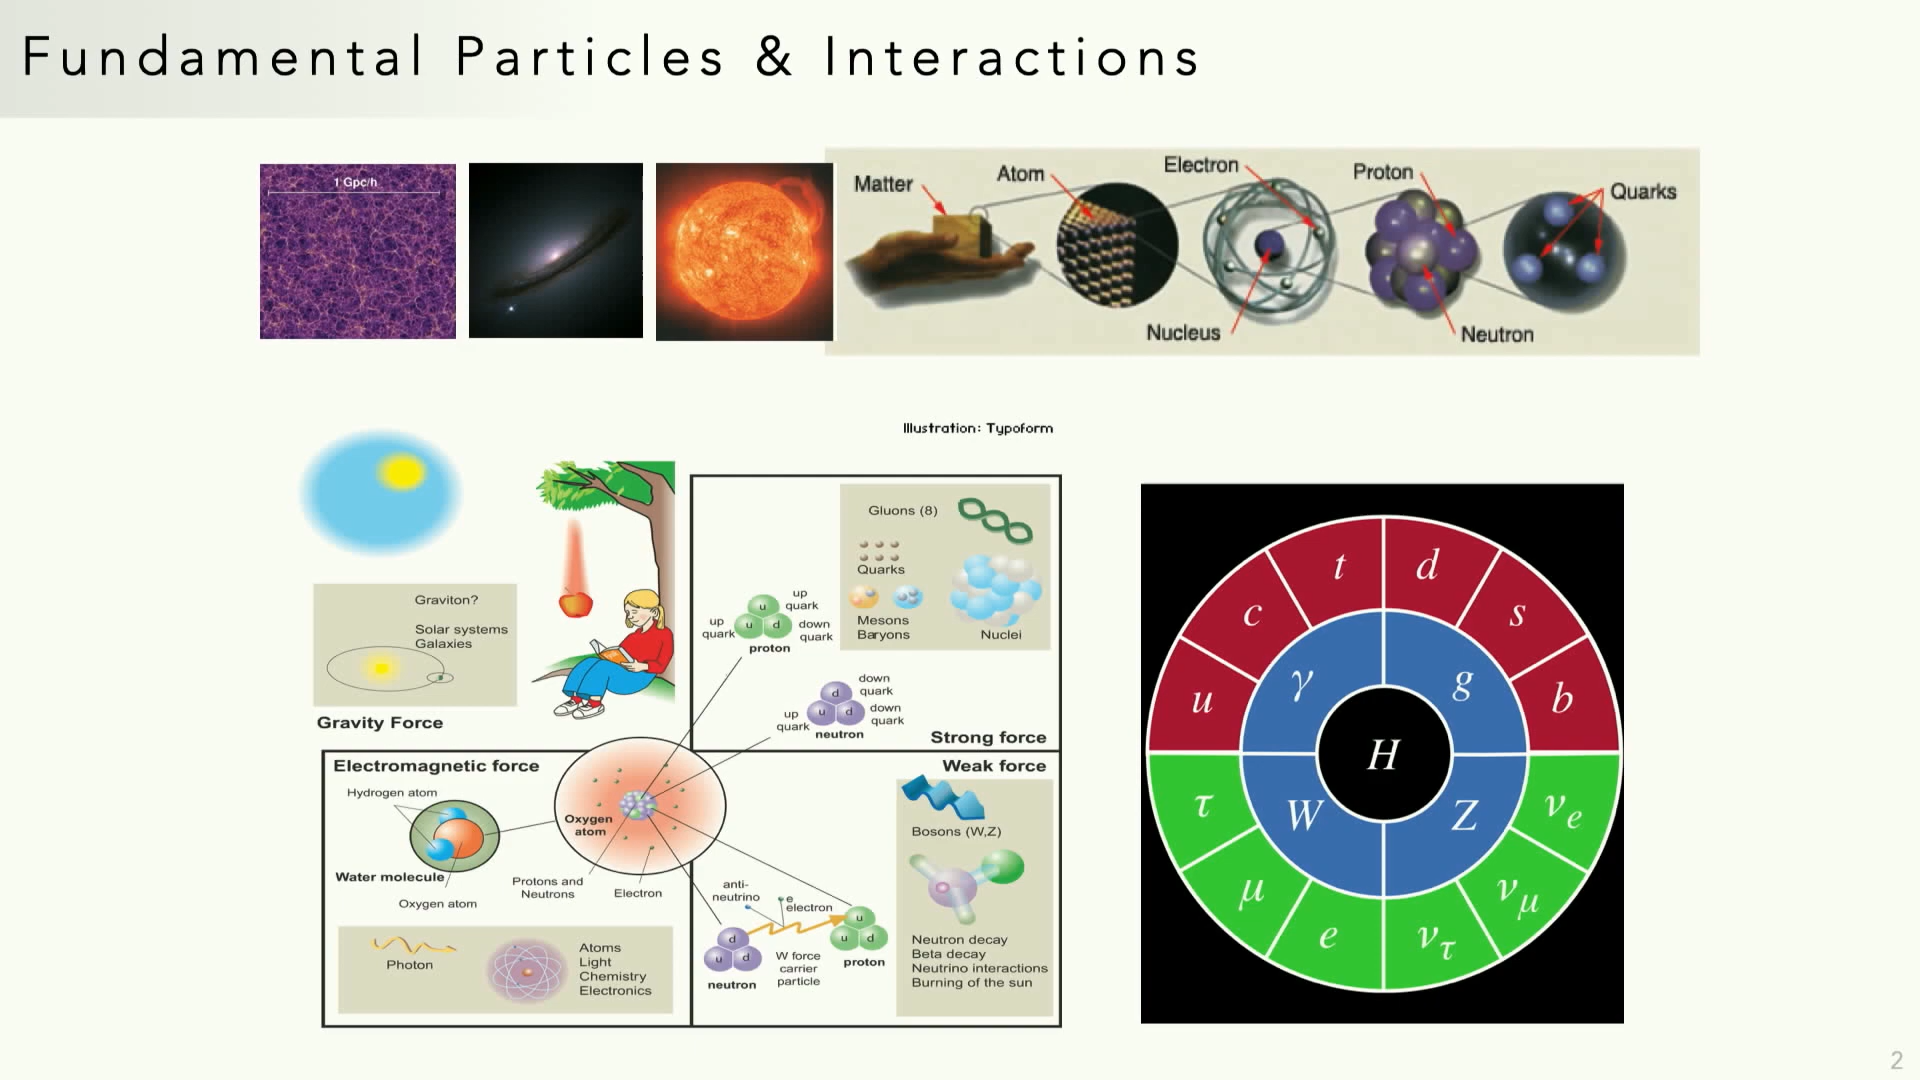 Fundamental Particles & Interactions
1 Gpc/h
Matter
Atom
Electron
Nucleus
Proton
Neutron
Quarks
Illustration: Typoform
Graviton?
Solar systems
Galaxies
Gravity Force
Gluons (8)
Quarks
Mesons
Baryons
Nuclei
up
quark
up
quark
down
quark
u
u
d
proton
down
quark
up
quark
down
quark
d
u
d
neutron
Strong force
Electromagnetic force
Hydrogen atom
Water molecule
Oxygen atom
Oxygen
atom
Protons and
Neutrons
Electron
Photon
Atoms
Light
Chemistry
Electronics
Weak force
Bosons (W,Z)
anti-
neutrino
e
electron
d
u
d
neutron
W force
carrier
particle
u
u
d
proton
Neutron decay
Beta decay
Neutrino interactions
Burning of the sun
t
d
c
s
u
b
γ
g
H
W
Z
τ
νe
μ
νμ
e
ντ
2